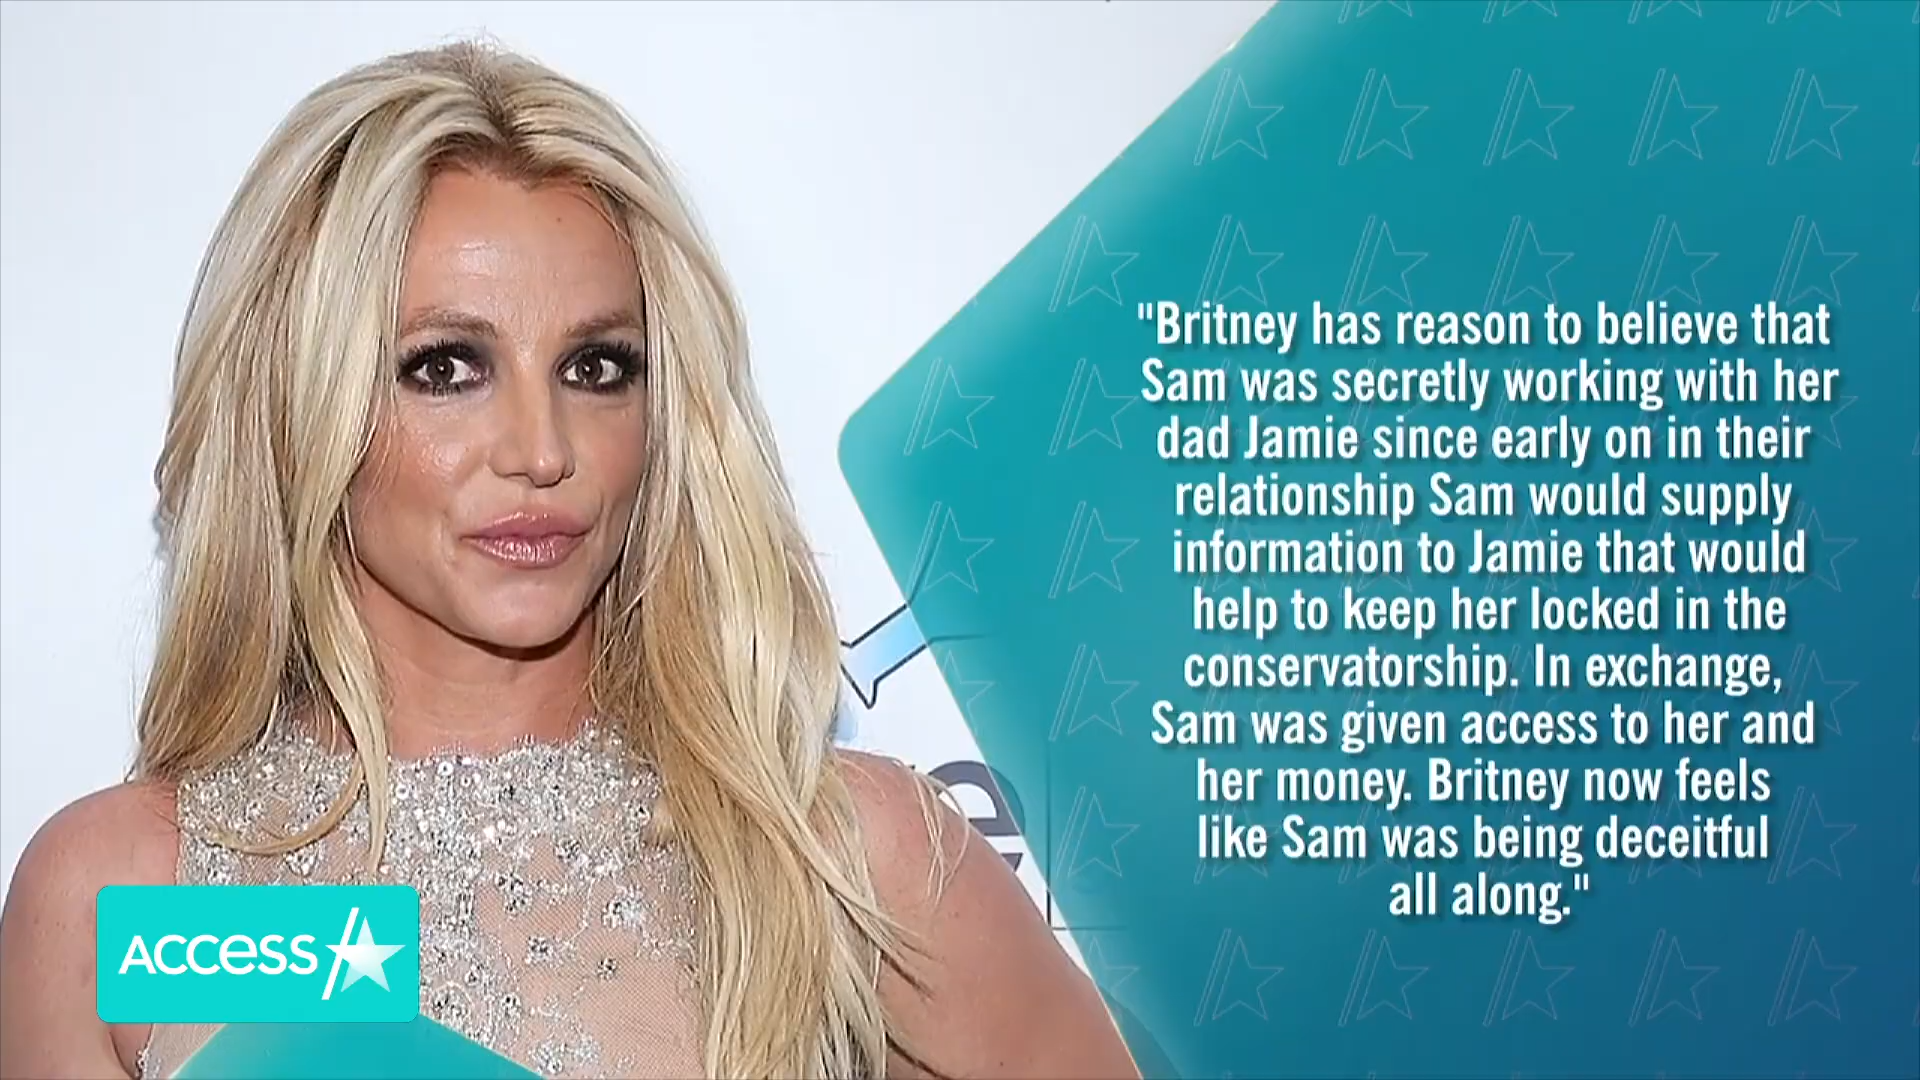 "Britney has reason to believe that
Sam was secretly working with her
dad Jamie since early on in their
relationship Sam would supply
information to Jamie that would
help to keep her locked in the
conservatorship. In exchange,
Sam was given access to her and
her money. Britney now feels
like Sam was being deceitful
all along."
ACCESS